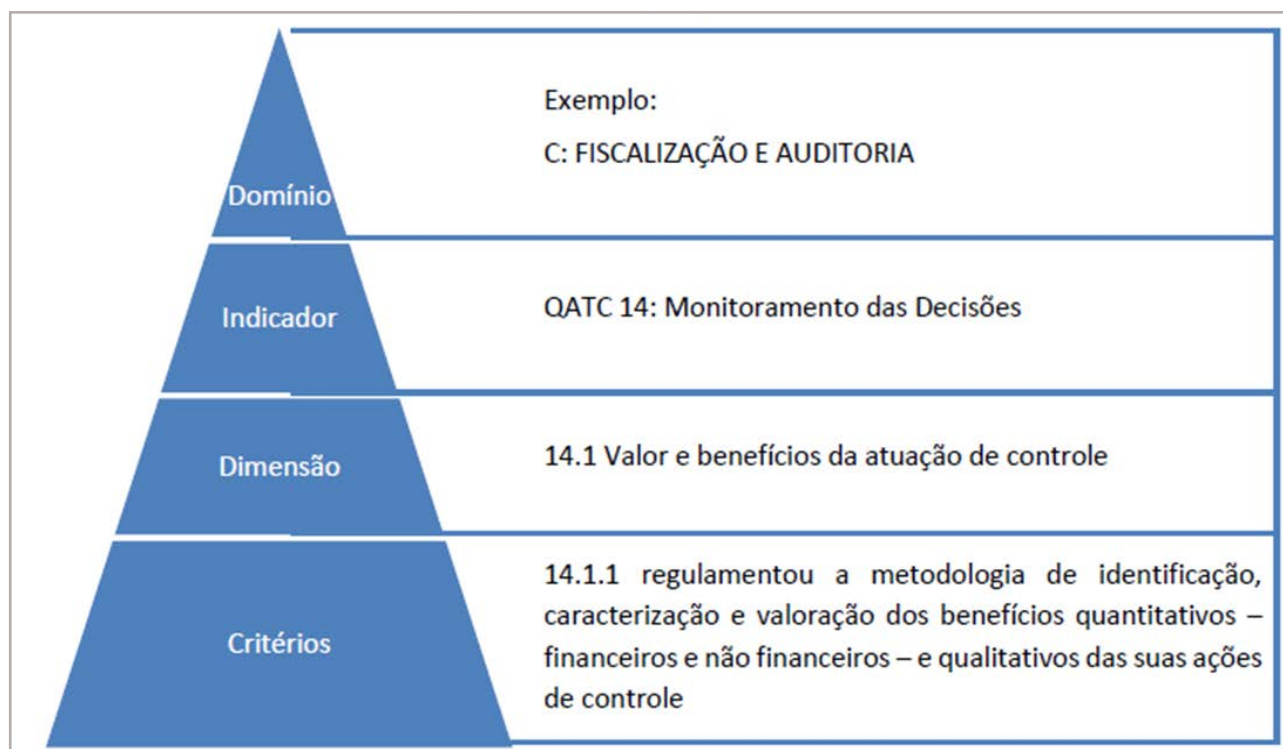 Exemplo:
C: FISCALIZAÇÃO E AUDITORIA
Domínio
Indicador
QATC 14: Monitoramento das Decisões
Dimensão
14.1 Valor e benefícios da atuação de controle
Critérios
14.1.1 regulamentou a metodologia de identificação,
caracterização e valoração dos benefícios quantitativos –
financeiros e não financeiros – e qualitativos das suas ações
de controle